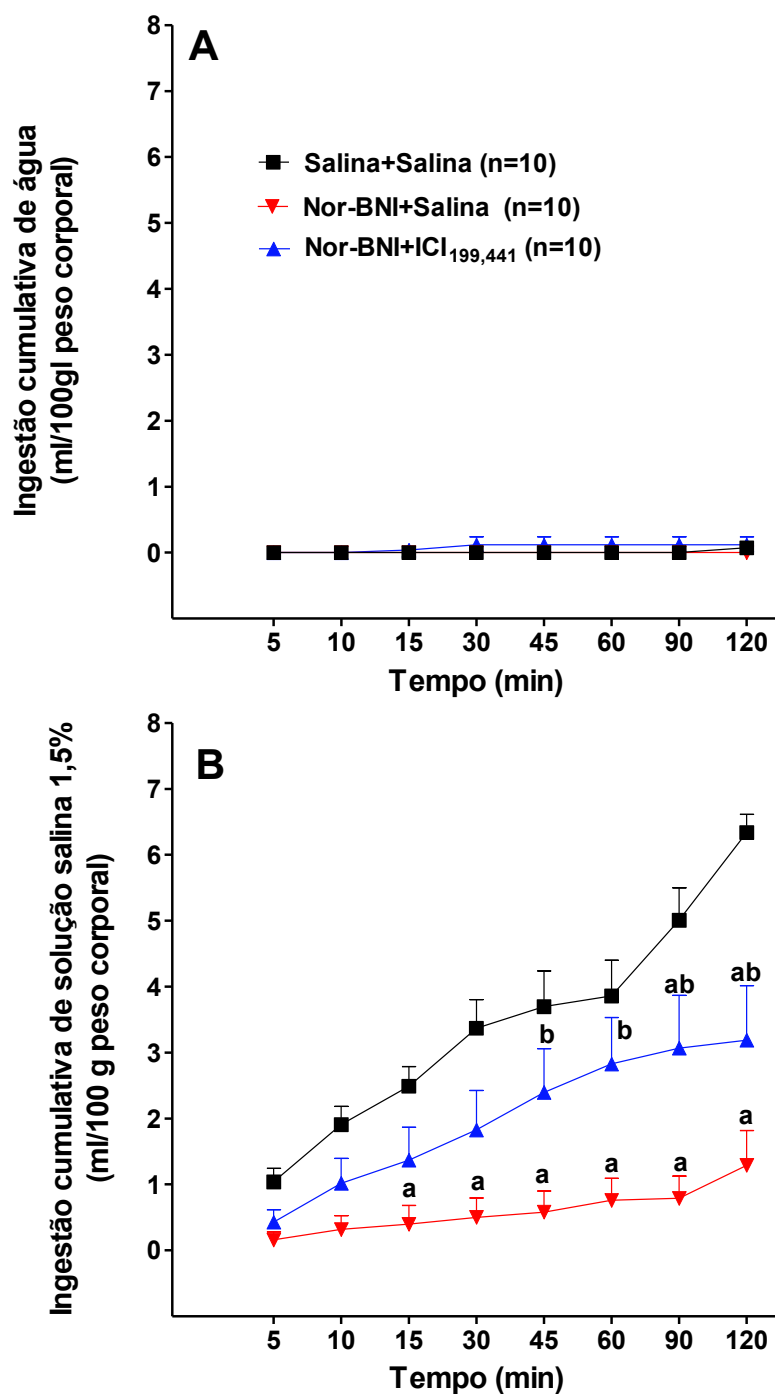 A
8
7
6
5
4
3
2
1
0
Ingestão cumulativa de água
(ml/100gl peso corporal)
Salina+Salina (n=10)
Nor-BNI+Salina (n=10)
Nor-BNI+ICI199,441 (n=10)
5 10 15 30 45 60 90 120
Tempo (min)
B
8
7
6
5
4
3
2
1
0
Ingestão cumulativa de solução salina 1,5%
(ml/100 g peso corporal)
ab ab
b b
a a a a a a
5 10 15 30 45 60 90 120
Tempo (min)